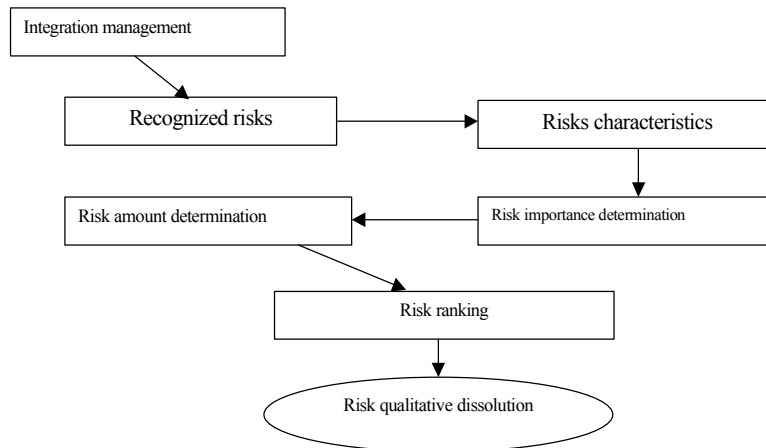 Integration management
Recognized risks
Risks characteristics
Risk amount determination
Risk importance determination
Risk ranking
Risk qualitative dissolution